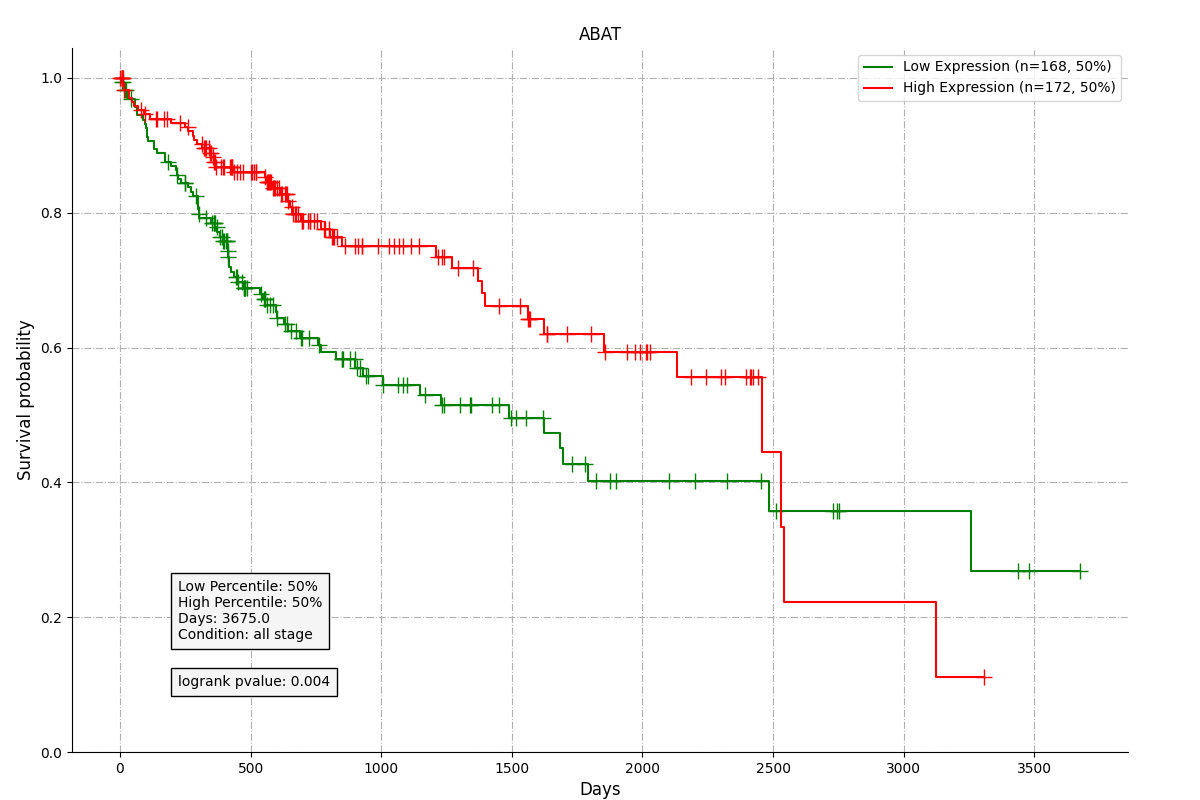 ABAT
Low Expression (n=168, 50%)
High Expression (n=172, 50%)
1.0
0.8
0.6
0.4
0.2
0.0
Survival probability
Low Percentile: 50%
High Percentile: 50%
Days: 3675.0
Condition: all stage
logrank pvalue: 0.004
0 500 1000 1500 2000 2500 3000 3500
Days